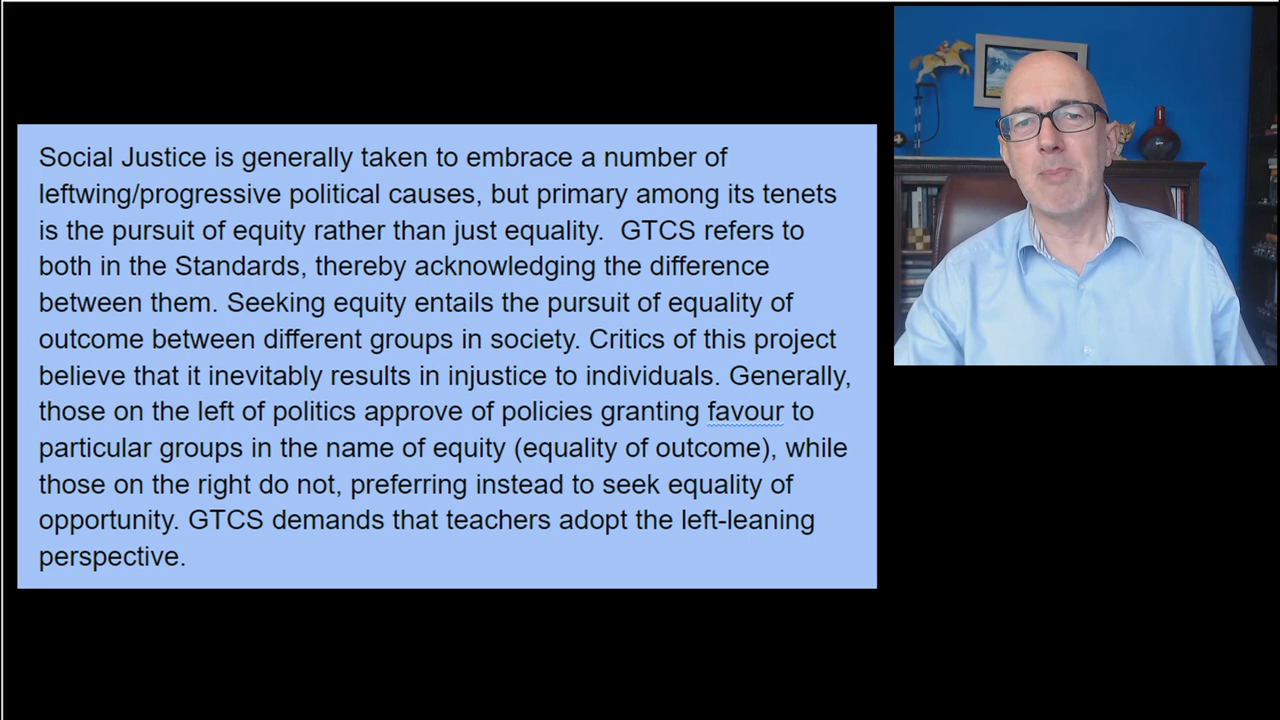 Social Justice is generally taken to embrace a number of
leftwing/progressive political causes, but primary among its tenets
is the pursuit of equity rather than just equality.  GTCS refers to
both in the Standards, thereby acknowledging the difference
between them. Seeking equity entails the pursuit of equality of
outcome between different groups in society. Critics of this project
believe that it inevitably results in injustice to individuals. Generally,
those on the left of politics approve of policies granting favour to
particular groups in the name of equity (equality of outcome), while
those on the right do not, preferring instead to seek equality of
opportunity. GTCS demands that teachers adopt the left-leaning
perspective.